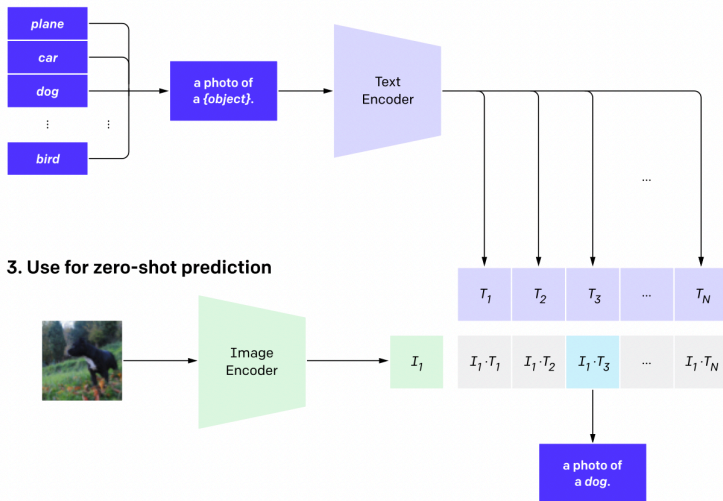 plane
car
dog
⋮ ⋮
bird
a photo of
a {object}.
Text
Encoder
...
3. Use for zero-shot prediction
T1 T2 T3 ... TN
Image
Encoder
I1
I1·T1 I1·T2 I1·T3 ... I1·TN
a photo of
a dog.